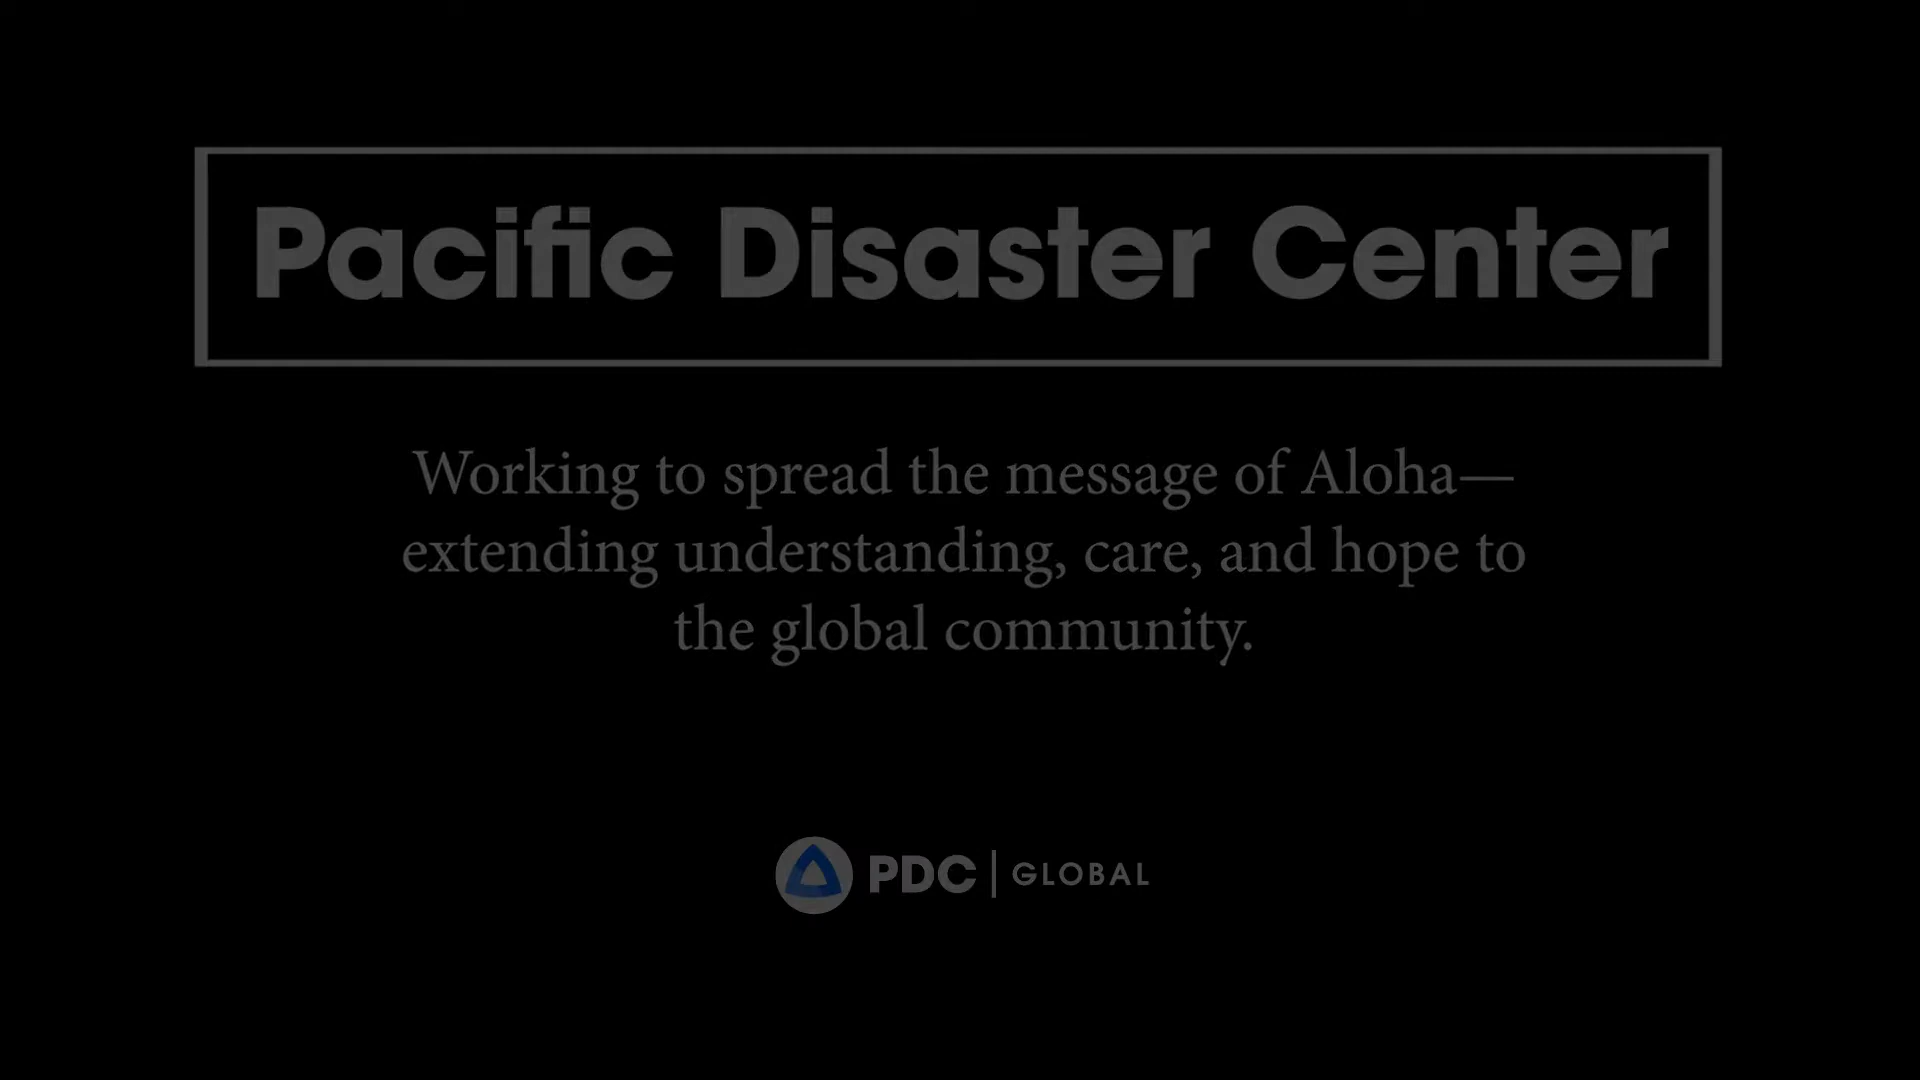 Pacific Disaster Center
Working to spread the message of Aloha—
extending understanding, care, and hope to
the global community.
PDC | GLOBAL